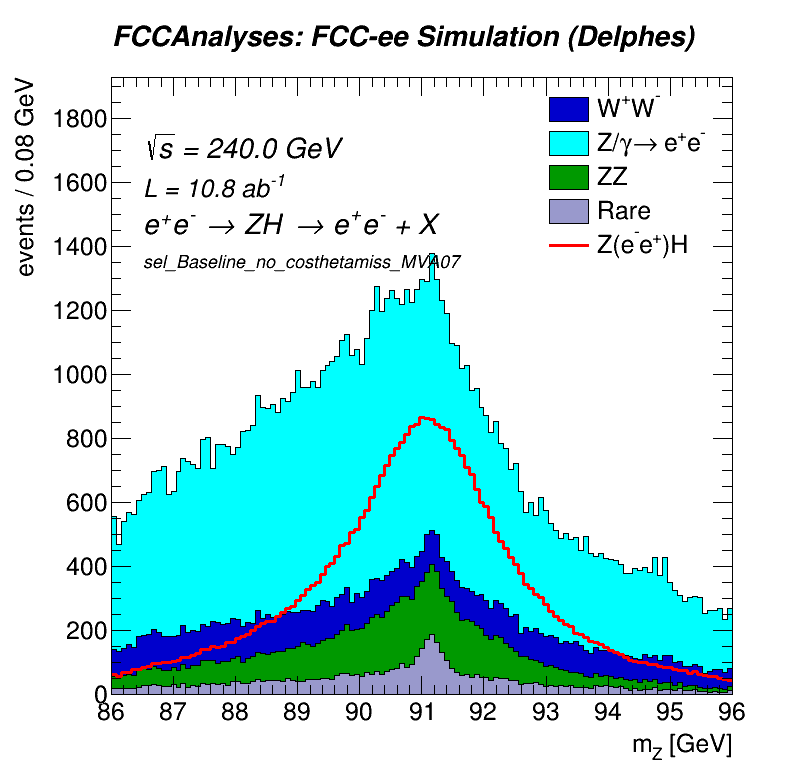 FCCAnalyses: FCC-ee Simulation (Delphes)
events / 0.08 GeV
1800
1600
1400
1200
1000
800
600
400
200
0
√s = 240.0 GeV
L = 10.8 ab⁻¹
e⁺e⁻ → ZH → e⁺e⁻ + X
sel_Baseline_no_costhetamiss_MVA07
W⁺W⁻
Z/γ→ e⁺e⁻
ZZ
Rare
Z(e⁻e⁺)H
86 87 88 89 90 91 92 93 94 95 96
m_Z [GeV]